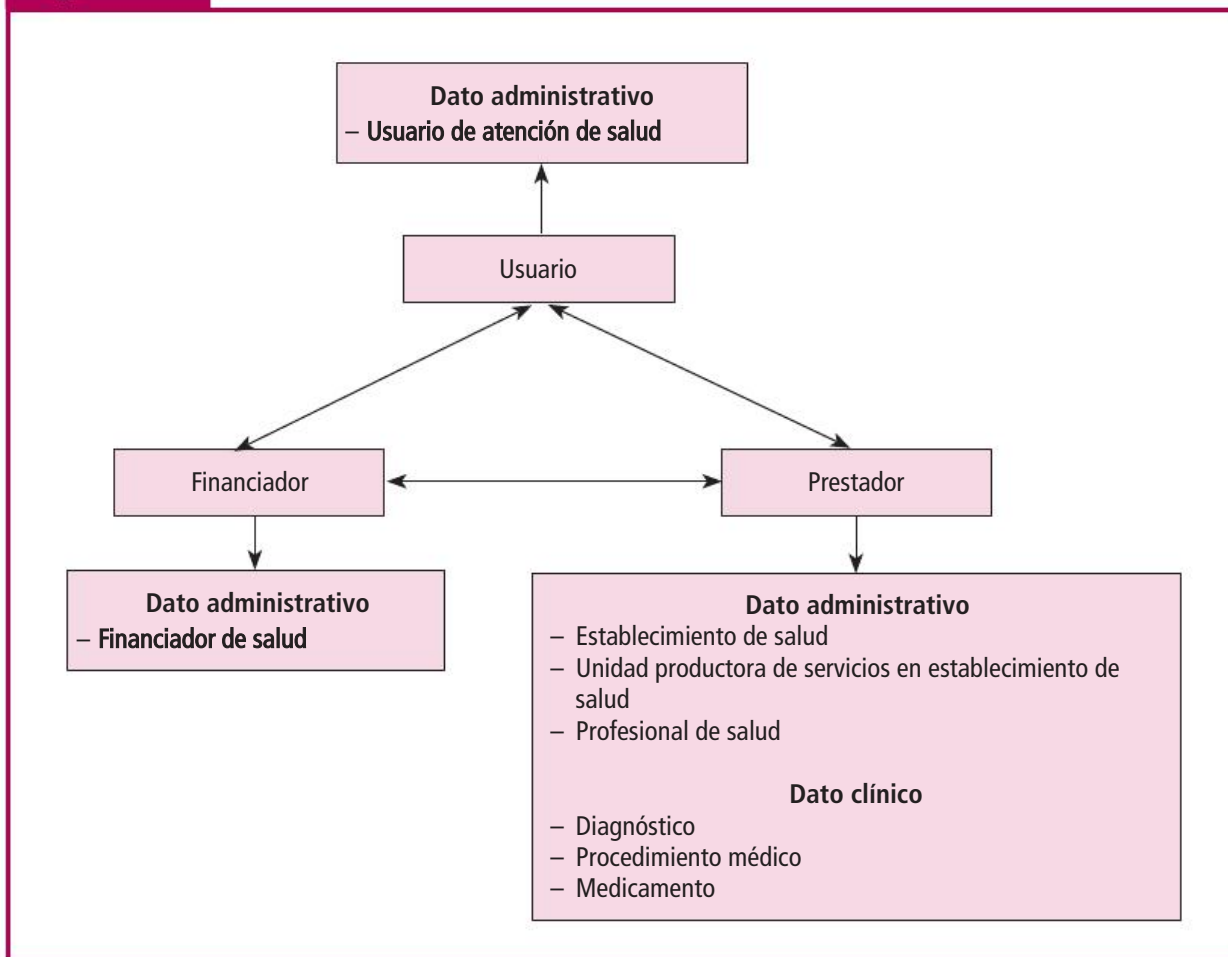 Dato administrativo
– Usuario de atención de salud
Usuario
Financiador
Prestador
Dato administrativo
– Financiador de salud
Dato administrativo
– Establecimiento de salud
– Unidad productora de servicios en establecimiento de
salud
– Profesional de salud
Dato clínico
– Diagnóstico
– Procedimiento médico
– Medicamento